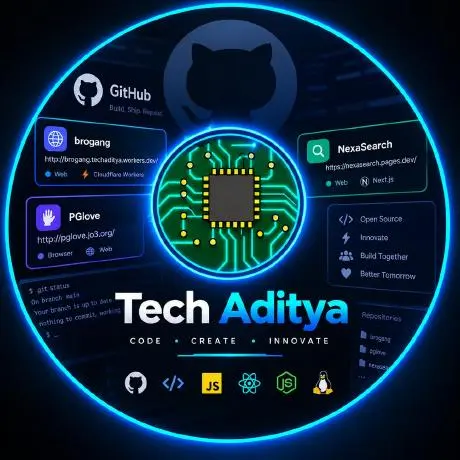 GitHub
Build. Ship. Repeat.
brogang
http://brogang.techaditya.workers.dev/
Web
Cloudflare Workers
NexaSearch
https://nexasearch.pages.dev/
Web
N
Next.js
PGlove
http://pglove.jo3.org/
Browser
Web
Open Source
Innovate
Build Together
Better Tomorrow
$ git status
On branch main
Your branch is up to date
nothing to commit, working
$ _
Tech Aditya
CODE • CREATE • INNOVATE
Repositories
brogang
pglove
nexasearch
...
JS
JS